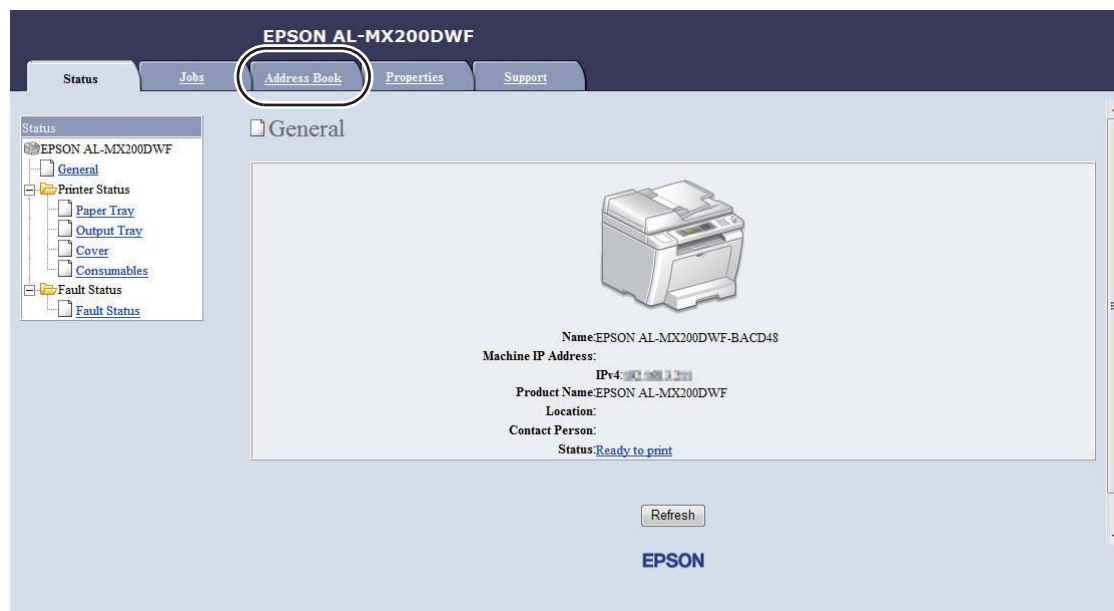 EPSON AL-MX200DWF
Status Jobs Address Book Properties Support
Status
EPSON AL-MX200DWF
General
Printer Status
Paper Tray
Output Tray
Cover
Consumables
Fault Status
Fault Status
General
Name:EPSON AL-MX200DWF-BACD48
Machine IP Address:
IPv4:
Product Name:EPSON AL-MX200DWF
Location:
Contact Person:
Status:Ready to print
Refresh
EPSON